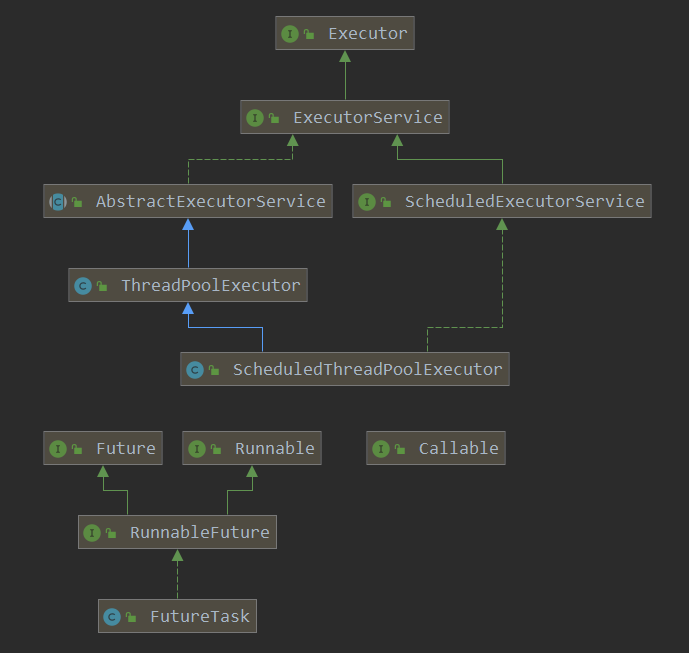 I Executor
I ExecutorService
C AbstractExecutorService
I ScheduledExecutorService
C ThreadPoolExecutor
C ScheduledThreadPoolExecutor
I Future
I Runnable
I Callable
I RunnableFuture
C FutureTask